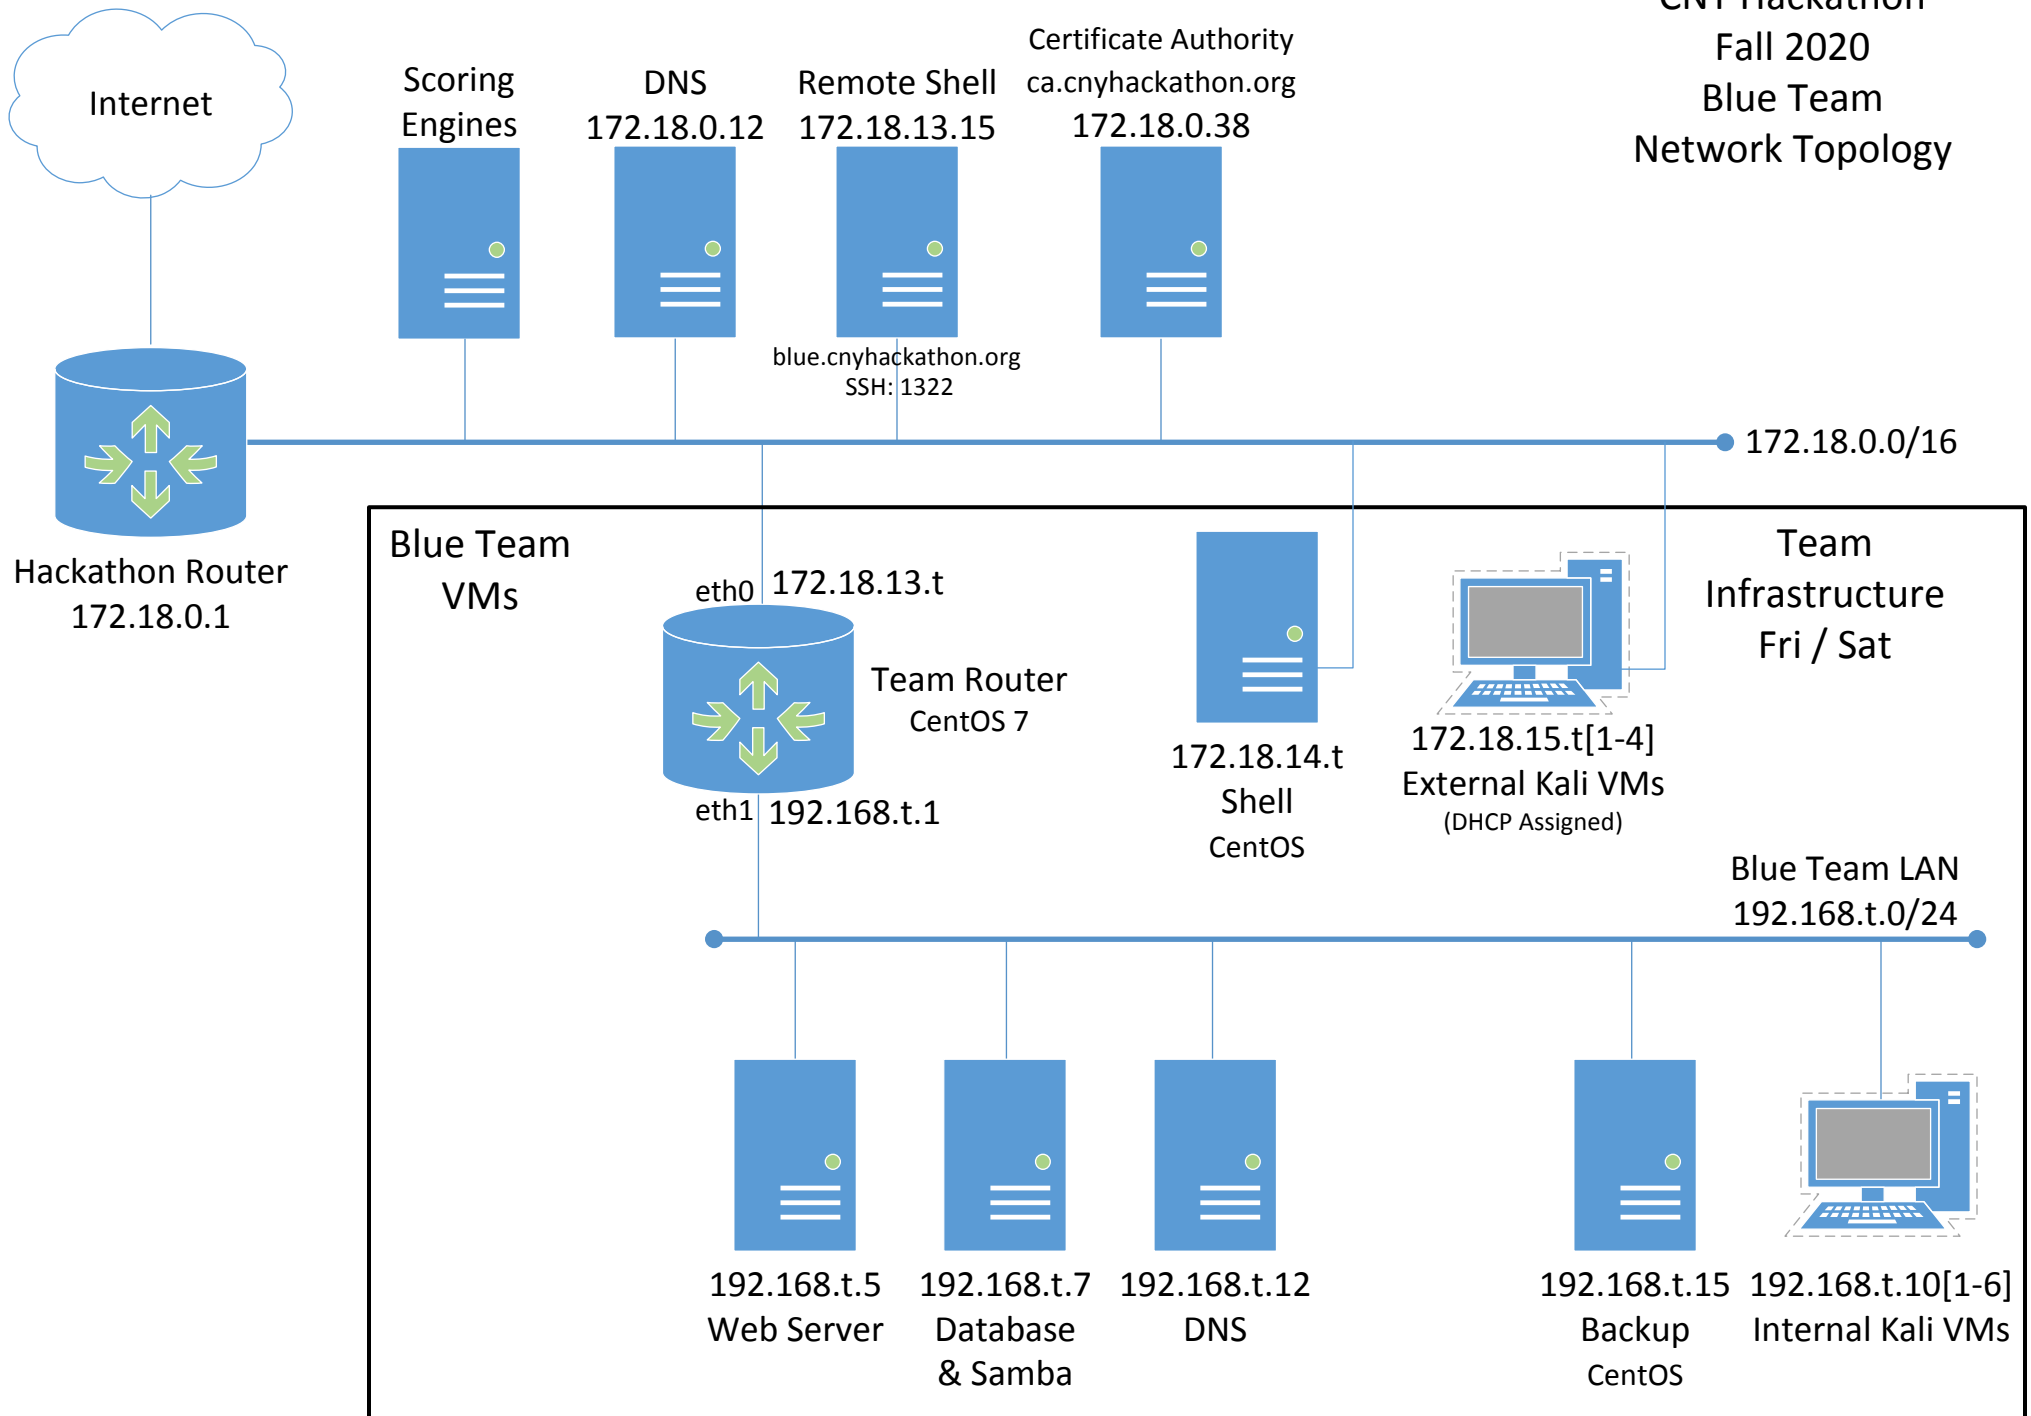 CNY Hackathon
Fall 2020
Blue Team
Network Topology
Internet
Scoring
Engines
DNS
172.18.0.12
Remote Shell
172.18.13.15
Certificate Authority
ca.cnyhackathon.org
172.18.0.38
blue.cnyhackathon.org
SSH: 1322
172.18.0.0/16
Hackathon Router
172.18.0.1
Blue Team
VMs
eth0
172.18.13.t
Team Router
CentOS 7
eth1
192.168.t.1
172.18.14.t
Shell
CentOS
172.18.15.t[1-4]
External Kali VMs
(DHCP Assigned)
Team
Infrastructure
Fri / Sat
Blue Team LAN
192.168.t.0/24
192.168.t.5
Web Server
192.168.t.7
Database
& Samba
192.168.t.12
DNS
192.168.t.15
Backup
CentOS
192.168.t.10[1-6]
Internal Kali VMs